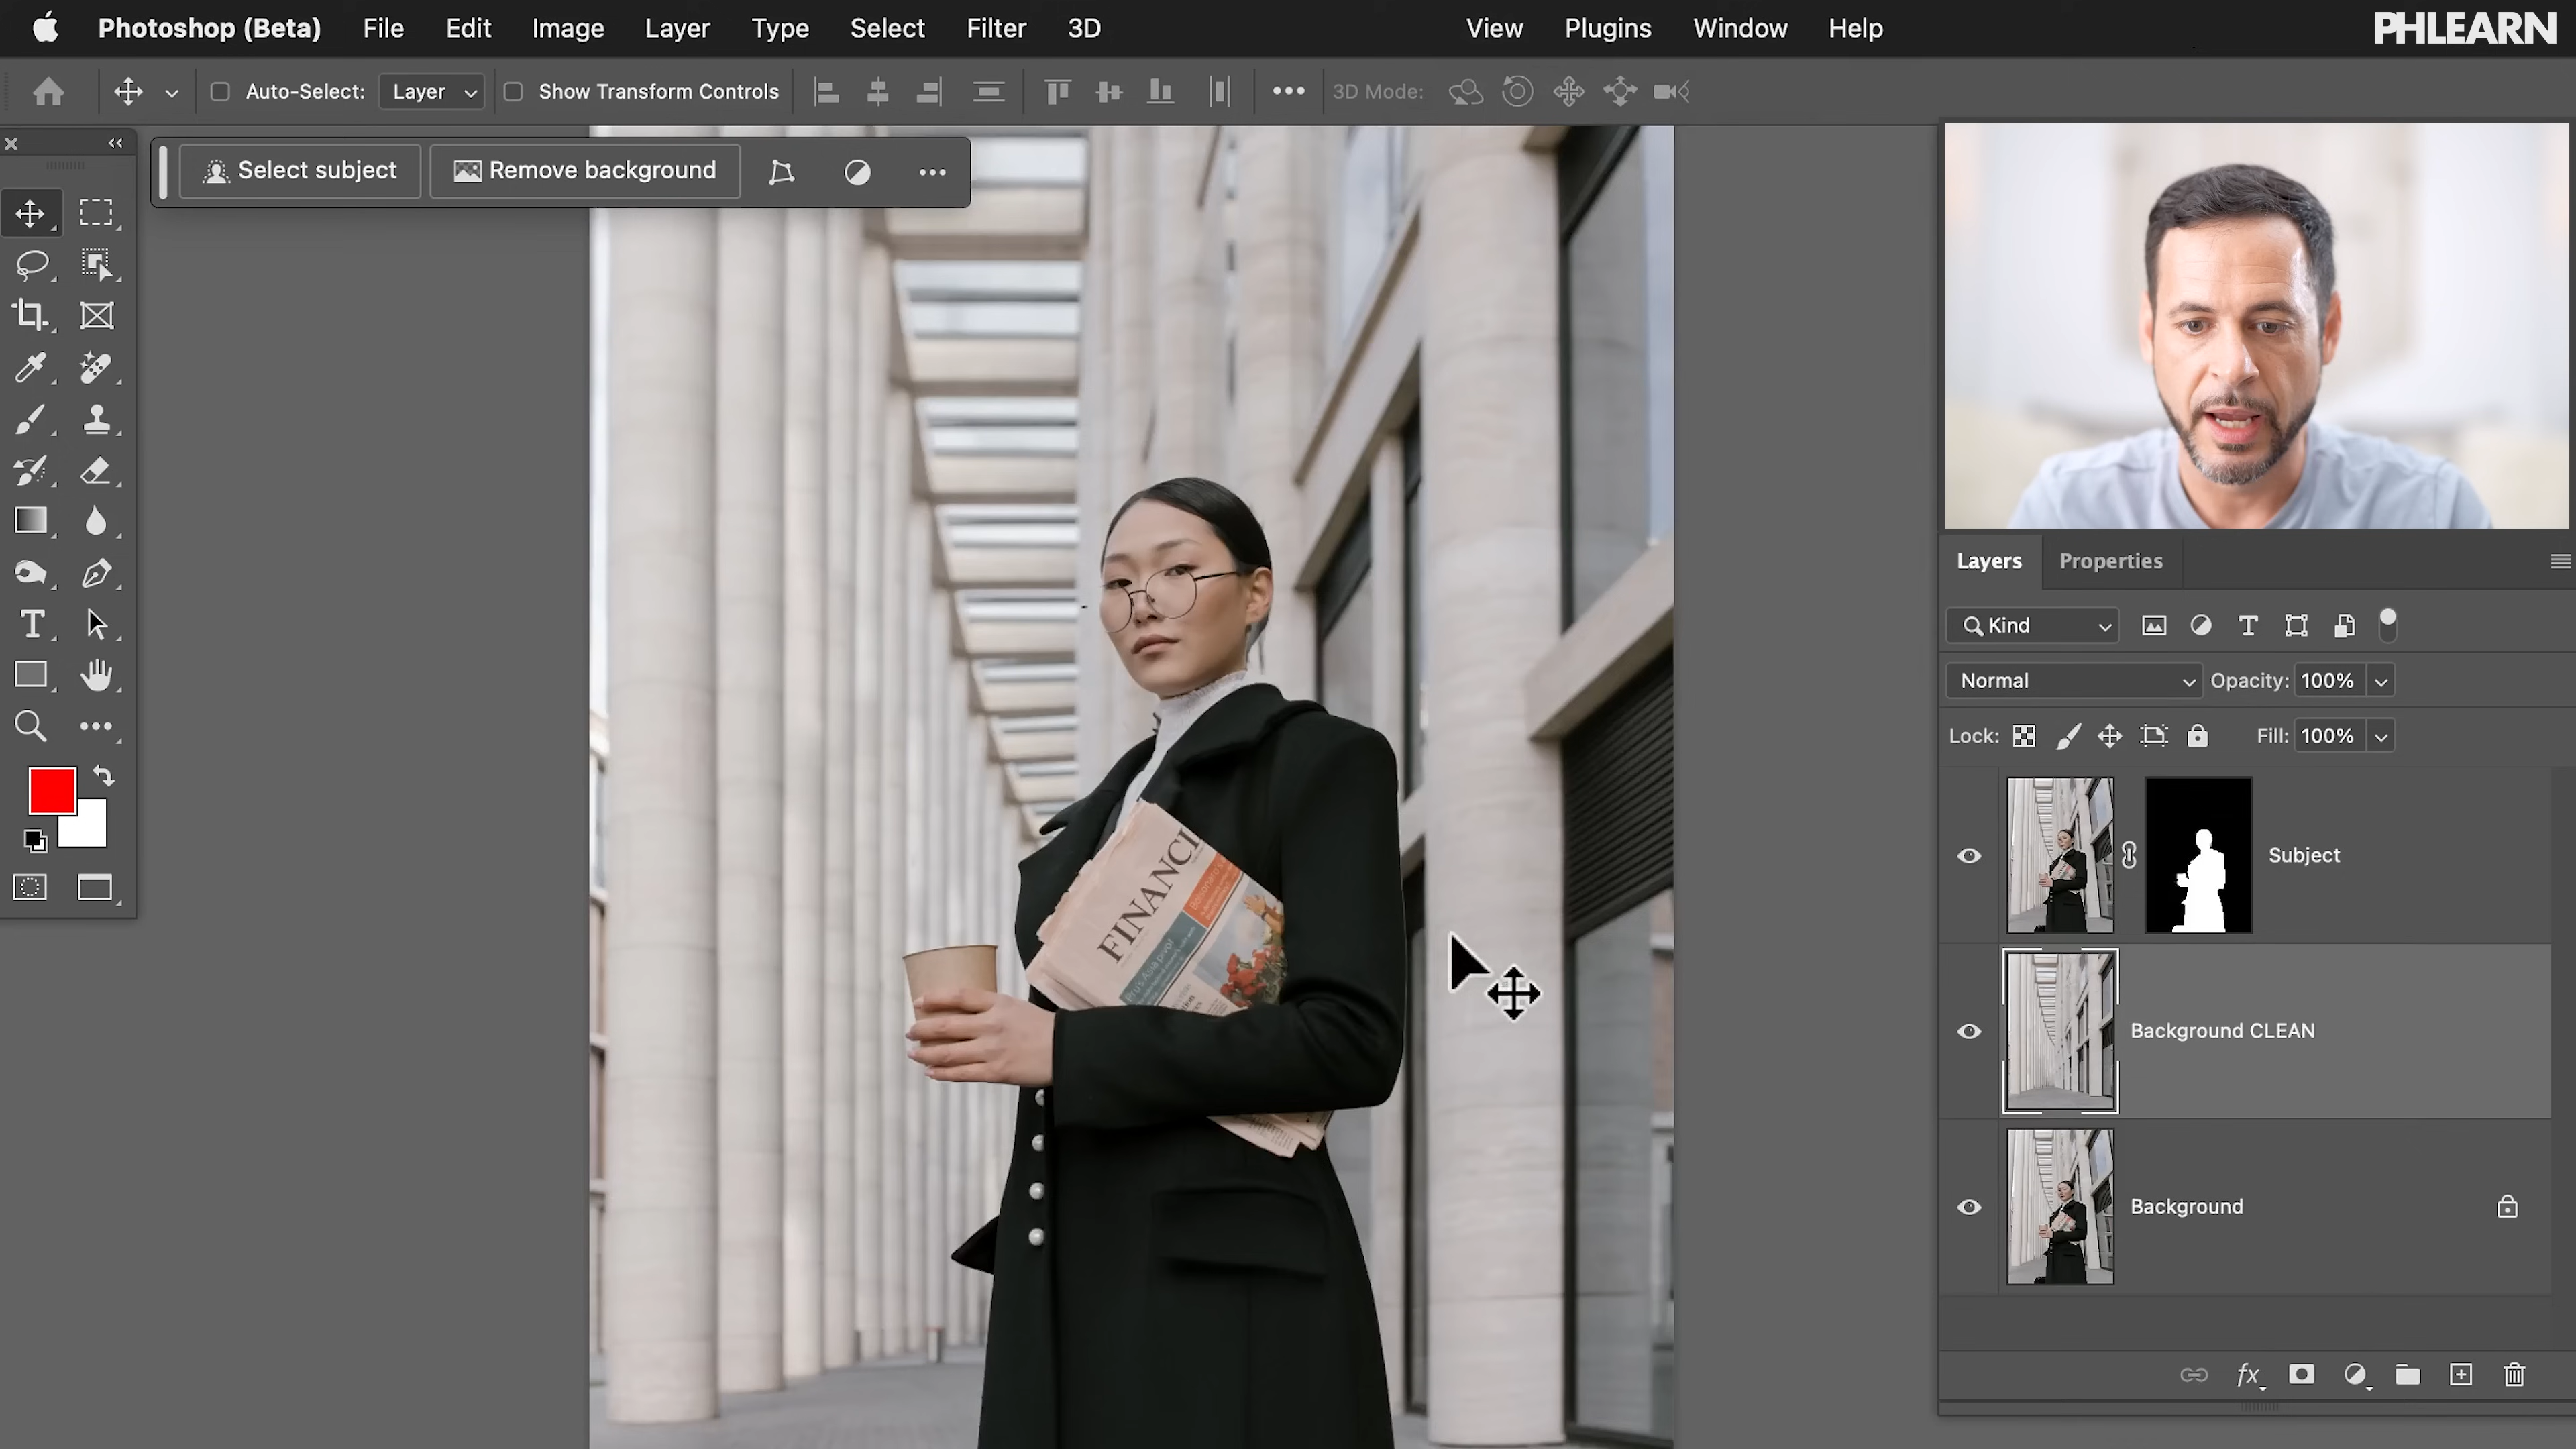 Photoshop (Beta) File Edit Image Layer Type Select Filter 3D View Plugins Window Help
PHLEARN
Auto-Select: Layer Show Transform Controls 3D Mode:
Select subject Remove background
Layers Properties
Kind
Normal Opacity: 100%
Lock: Fill: 100%
Subject
Background CLEAN
Background
FINANCI